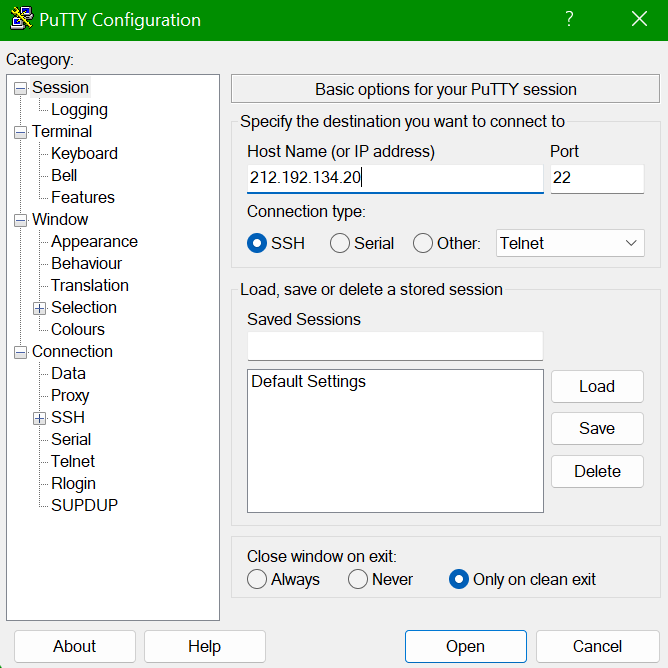 PuTTY Configuration
?
Category:
Session
Logging
Terminal
Keyboard
Bell
Features
Window
Appearance
Behaviour
Translation
Selection
Colours
Connection
Data
Proxy
SSH
Serial
Telnet
Rlogin
SUPDUP
Basic options for your PuTTY session
Specify the destination you want to connect to
Host Name (or IP address) Port
212.192.134.20 22
Connection type:
SSH Serial Other: Telnet
Load, save or delete a stored session
Saved Sessions
Default Settings
Load
Save
Delete
Close window on exit:
Always Never Only on clean exit
About Help Open Cancel